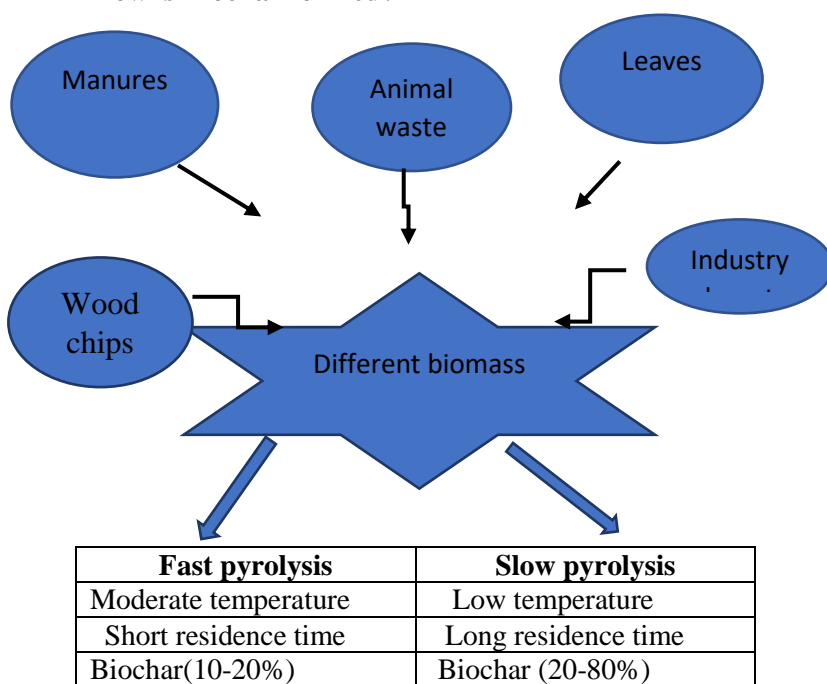 Manures
Animal
waste
Leaves
Wood
chips
Industry
Different biomass
Fast pyrolysis
Slow pyrolysis
Moderate temperature
Low temperature
Short residence time
Long residence time
Biochar(10-20%)
Biochar (20-80%)